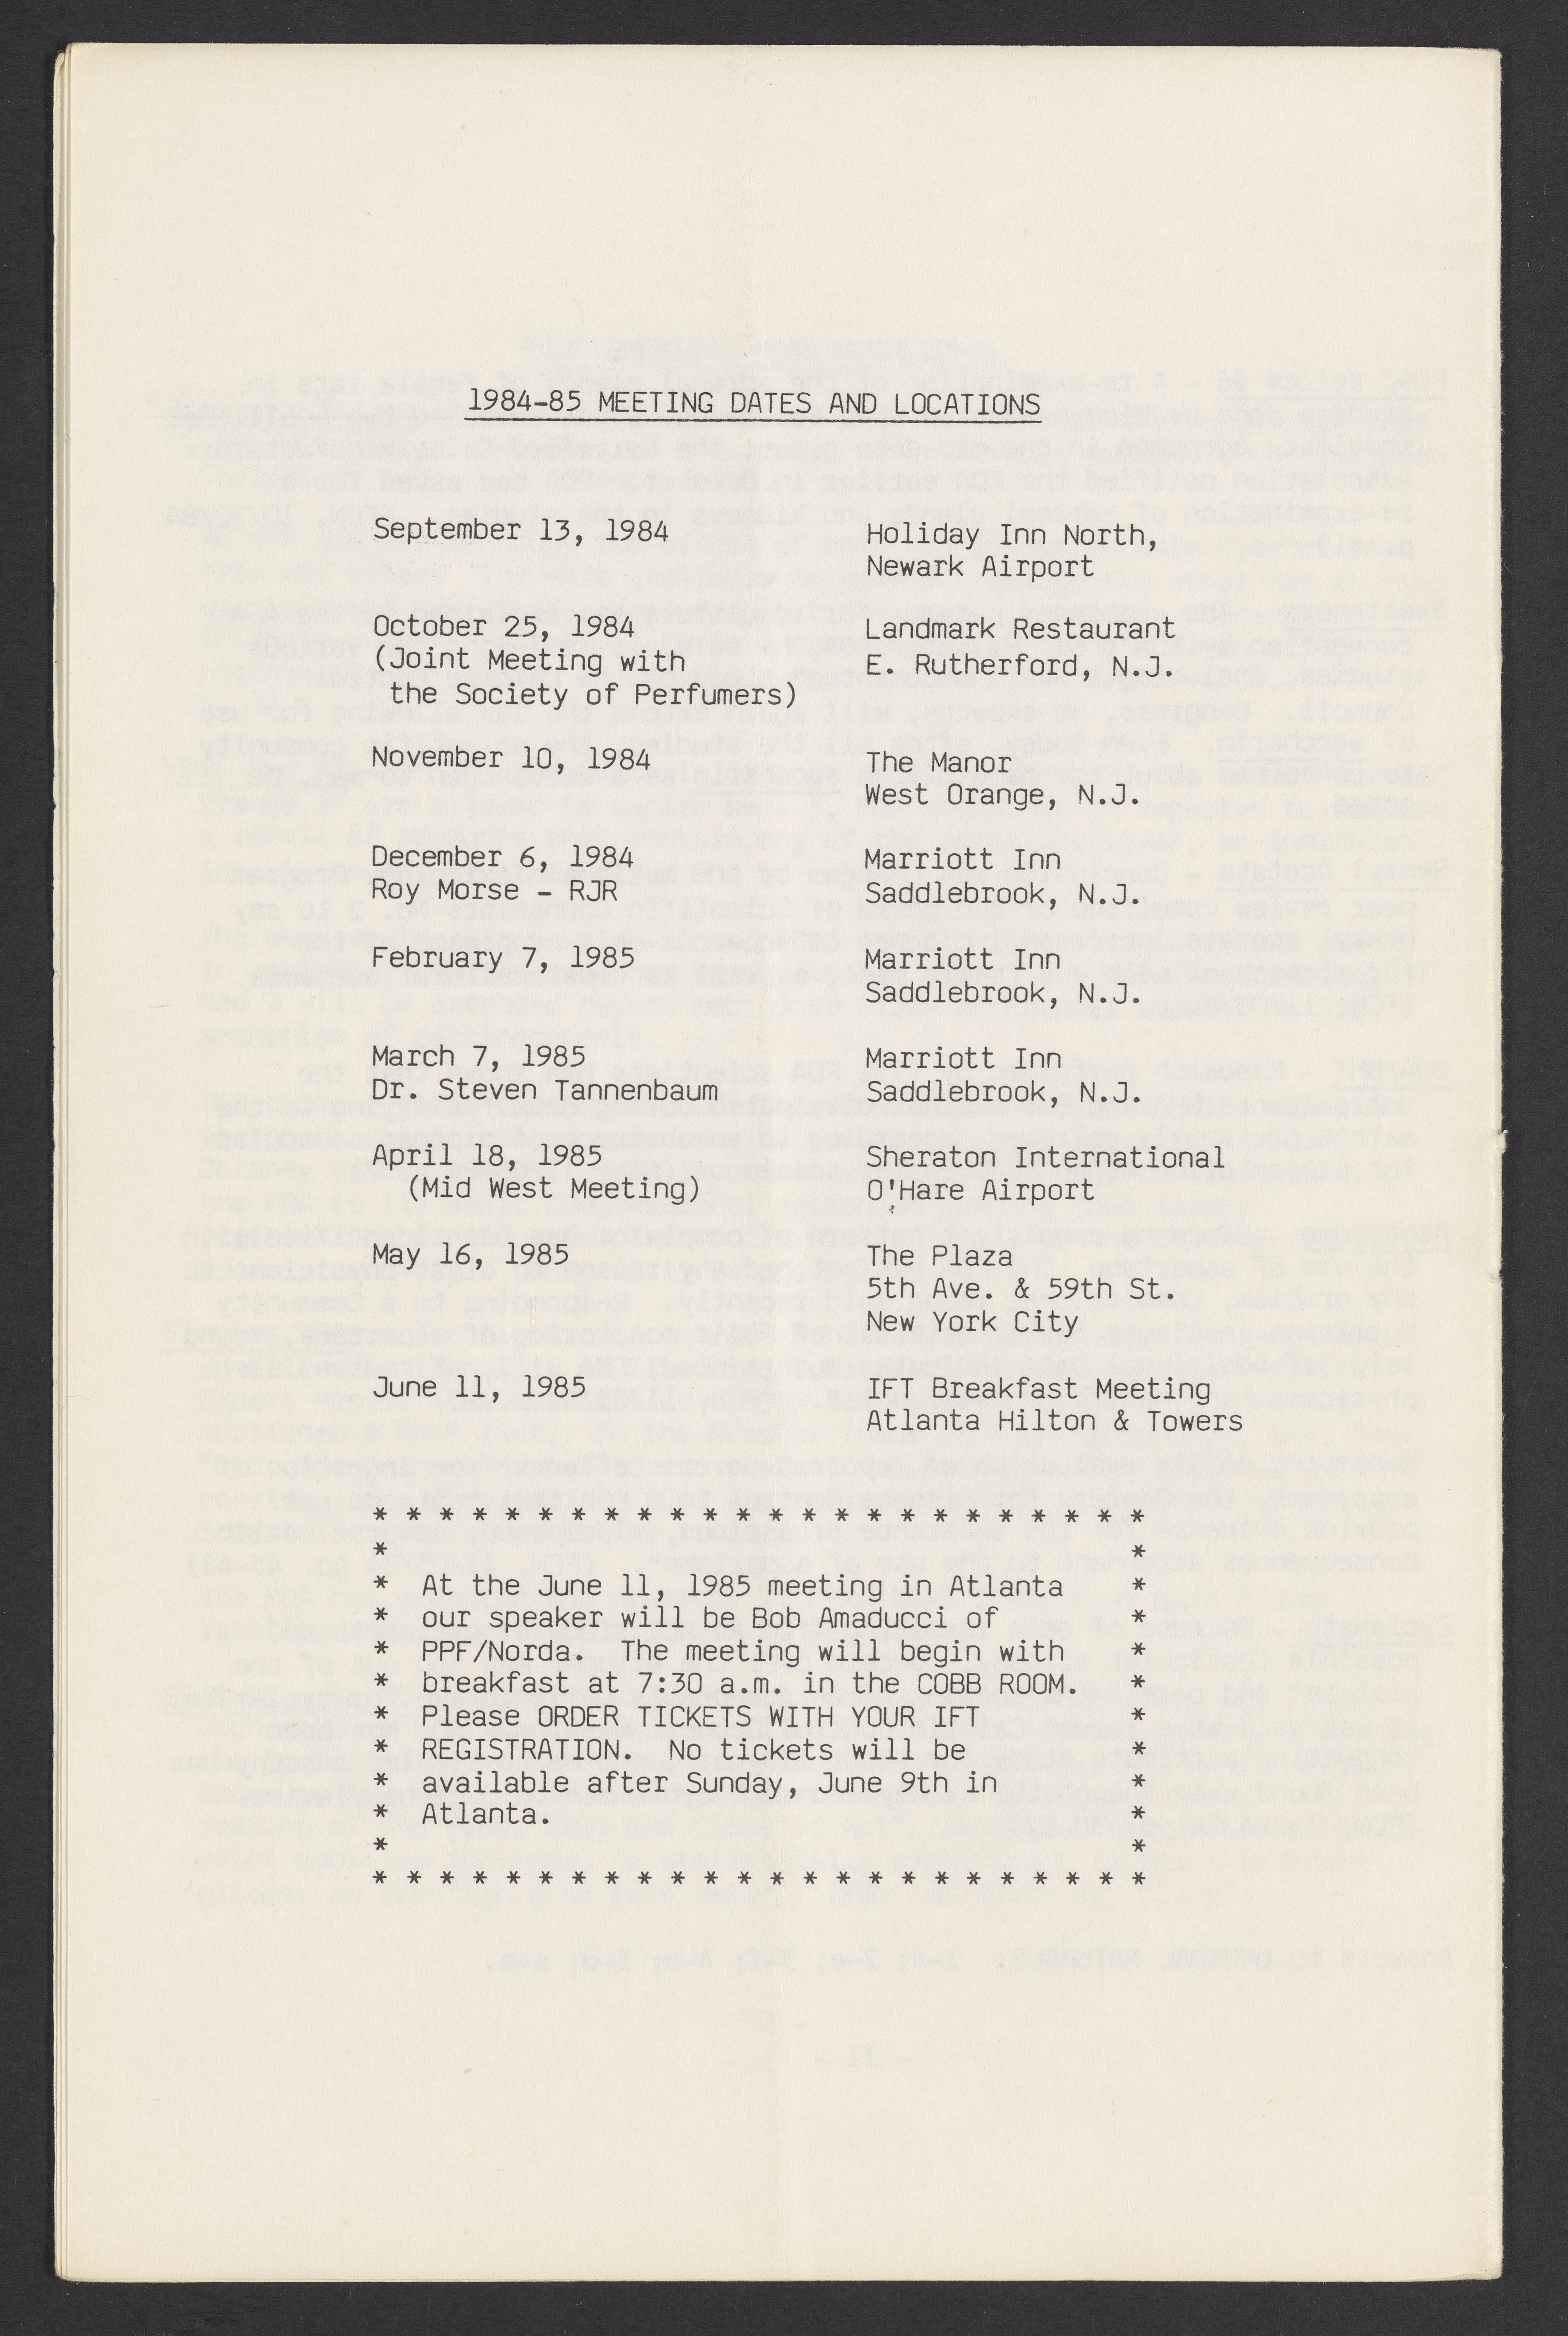 1984-85 MEETING DATES AND LOCATIONS
September 13, 1984
Holiday Inn North,
Newark Airport
October 25, 1984
(Joint Meeting with
the Society of Perfumers)
Landmark Restaurant
E. Rutherford, N.J.
November 10, 1984
The Manor
West Orange, N.J.
December 6, 1984
Roy Morse - RJR
Marriott Inn
Saddlebrook, N.J.
February 7, 1985
Marriott Inn
Saddlebrook, N.J.
March 7, 1985
Dr. Steven Tannenbaum
Marriott Inn
Saddlebrook, N.J.
April 18, 1985
(Mid West Meeting)
Sheraton International
O'Hare Airport
May 16, 1985
The Plaza
5th Ave. & 59th St.
New York City
June 11, 1985
IFT Breakfast Meeting
Atlanta Hilton & Towers
* * * * * * * * * * * * * * * * * * * * * * * *
* *
* At the June 11, 1985 meeting in Atlanta *
* our speaker will be Bob Amaducci of *
* PPF/Norda. The meeting will begin with *
* breakfast at 7:30 a.m. in the COBB ROOM. *
* Please ORDER TICKETS WITH YOUR IFT *
* REGISTRATION. No tickets will be *
* available after Sunday, June 9th in *
* Atlanta. *
* *
* * * * * * * * * * * * * * * * * * * * * * * *